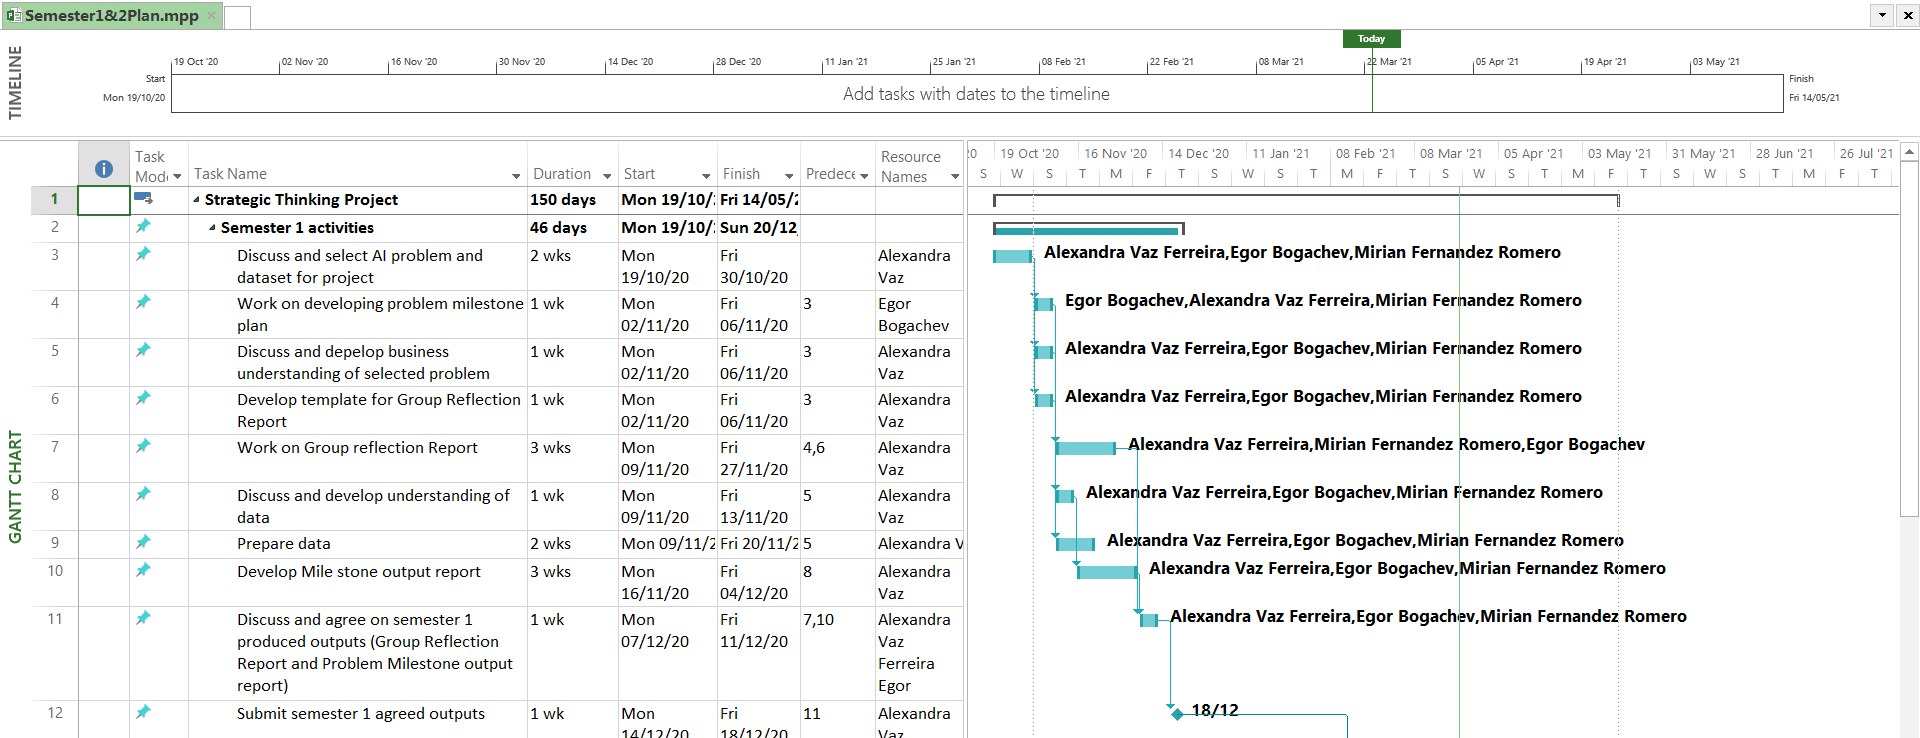 Semester1&2Plan.mpp
TIMELINE
Today
19 Oct '20 02 Nov '20 16 Nov '20 30 Nov '20 14 Dec '20 28 Dec '20 11 Jan '21 25 Jan '21 08 Feb '21 22 Feb '21 08 Mar '21 22 Mar '21 05 Apr '21 19 Apr '21 03 May '21
Start
Mon 19/10/20
Add tasks with dates to the timeline
Finish
Fri 14/05/21
GANTT CHART
Task Mode Task Name Duration Start Finish Predece Resource Names
20 19 Oct '20 16 Nov '20 14 Dec '20 11 Jan '21 08 Feb '21 08 Mar '21 05 Apr '21 03 May '21 31 May '21 28 Jun '21 26 Jul '21
S W S T M F T S W S T M F T S W S T M F T S W S T M F T
1 Strategic Thinking Project 150 days Mon 19/10/ Fri 14/05/2
2 Semester 1 activities 46 days Mon 19/10/ Sun 20/12
3 Discuss and select AI problem and 2 wks Mon Fri Alexandra
dataset for project 19/10/20 30/10/20 Vaz
Alexandra Vaz Ferreira,Egor Bogachev,Mirian Fernandez Romero
4 Work on developing problem milestone 1 wk Mon Fri 3 Egor
plan 02/11/20 06/11/20 Bogachev
Egor Bogachev,Alexandra Vaz Ferreira,Mirian Fernandez Romero
5 Discuss and depelop business 1 wk Mon Fri 3 Alexandra
understanding of selected problem 02/11/20 06/11/20 Vaz
Alexandra Vaz Ferreira,Egor Bogachev,Mirian Fernandez Romero
6 Develop template for Group Reflection 1 wk Mon Fri 3 Alexandra
Report 02/11/20 06/11/20 Vaz
Alexandra Vaz Ferreira,Egor Bogachev,Mirian Fernandez Romero
7 Work on Group reflection Report 3 wks Mon Fri 4,6 Alexandra
09/11/20 27/11/20 Vaz
Alexandra Vaz Ferreira,Mirian Fernandez Romero,Egor Bogachev
8 Discuss and develop understanding of 1 wk Mon Fri 5 Alexandra
data 09/11/20 13/11/20 Vaz
Alexandra Vaz Ferreira,Egor Bogachev,Mirian Fernandez Romero
9 Prepare data 2 wks Mon 09/11/2 Fri 20/11/2 5 Alexandra V
Alexandra Vaz Ferreira,Egor Bogachev,Mirian Fernandez Romero
10 Develop Mile stone output report 3 wks Mon Fri 8 Alexandra
16/11/20 04/12/20 Vaz
Alexandra Vaz Ferreira,Egor Bogachev,Mirian Fernandez Romero
11 Discuss and agree on semester 1 1 wk Mon Fri 7,10 Alexandra
produced outputs (Group Reflection 07/12/20 11/12/20 Vaz
Report and Problem Milestone output Ferreira
report) Egor
Alexandra Vaz Ferreira,Egor Bogachev,Mirian Fernandez Romero
12 Submit semester 1 agreed outputs 1 wk Mon Fri 11 Alexandra
14/12/20 18/12/20 Vaz
18/12